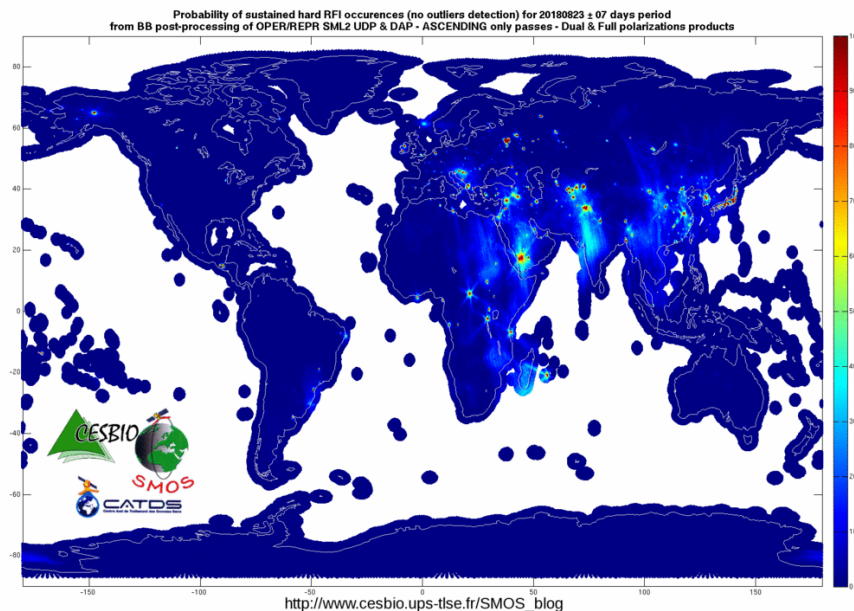 Probability of sustained hard RFI occurences (no outliers detection) for 20180823 ± 07 days period
from BB post-processing of OPER/REPR SML2 UDP & DAP - ASCENDING only passes - Dual & Full polarizations products
80
60
40
20
0
-20
-40
-60
-80
-150
-100
-50
0
50
100
150
CESBIO
SMOS
CATDS
http://www.cesbio.ups-tlse.fr/SMOS_blog